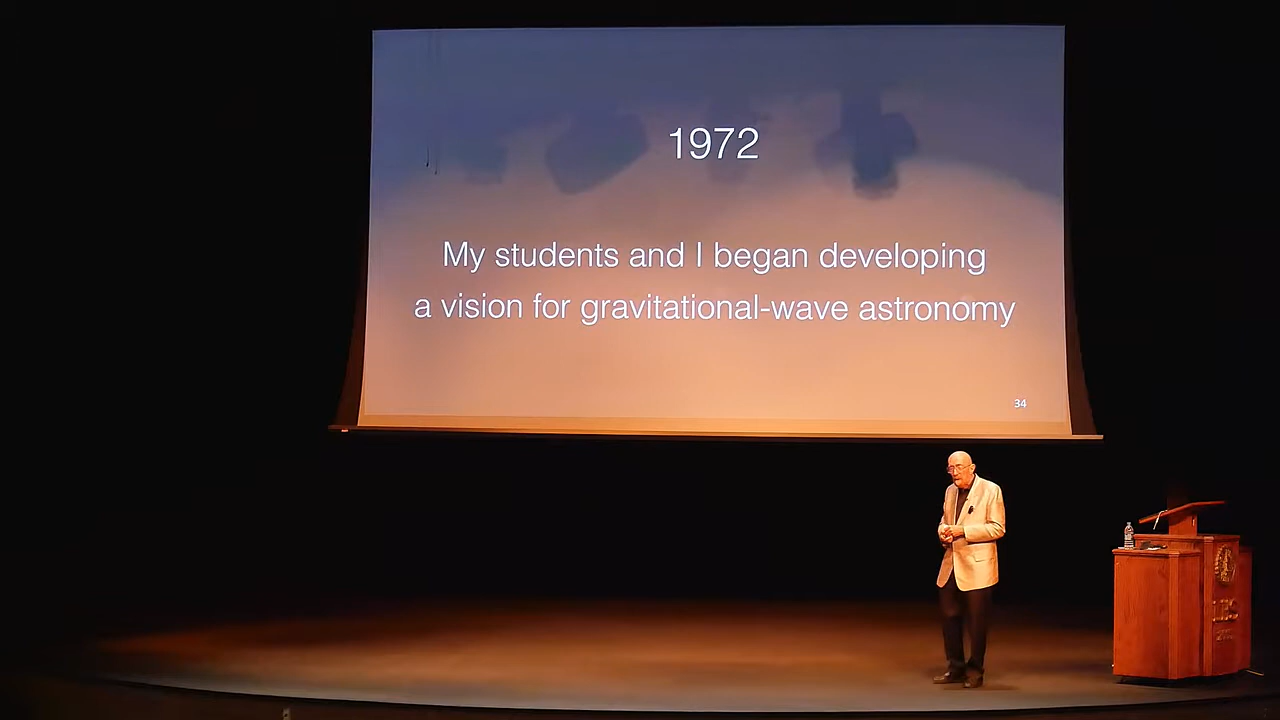 1972
My students and I began developing
a vision for gravitational-wave astronomy
34